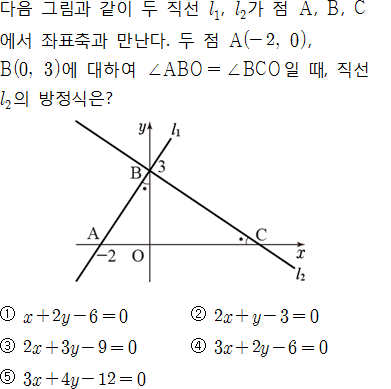 다음 그림과 같이 두 직선 l₁, l₂가 점 A, B, C
에서 좌표축과 만난다. 두 점 A(−2, 0),
B(0, 3)에 대하여 ∠ABO=∠BCO일 때, 직선
l₂의 방정식은?
y l₁
B 3
A C
−2 O x
l₂
① x+2y−6=0 ② 2x+y−3=0
③ 2x+3y−9=0 ④ 3x+2y−6=0
⑤ 3x+4y−12=0